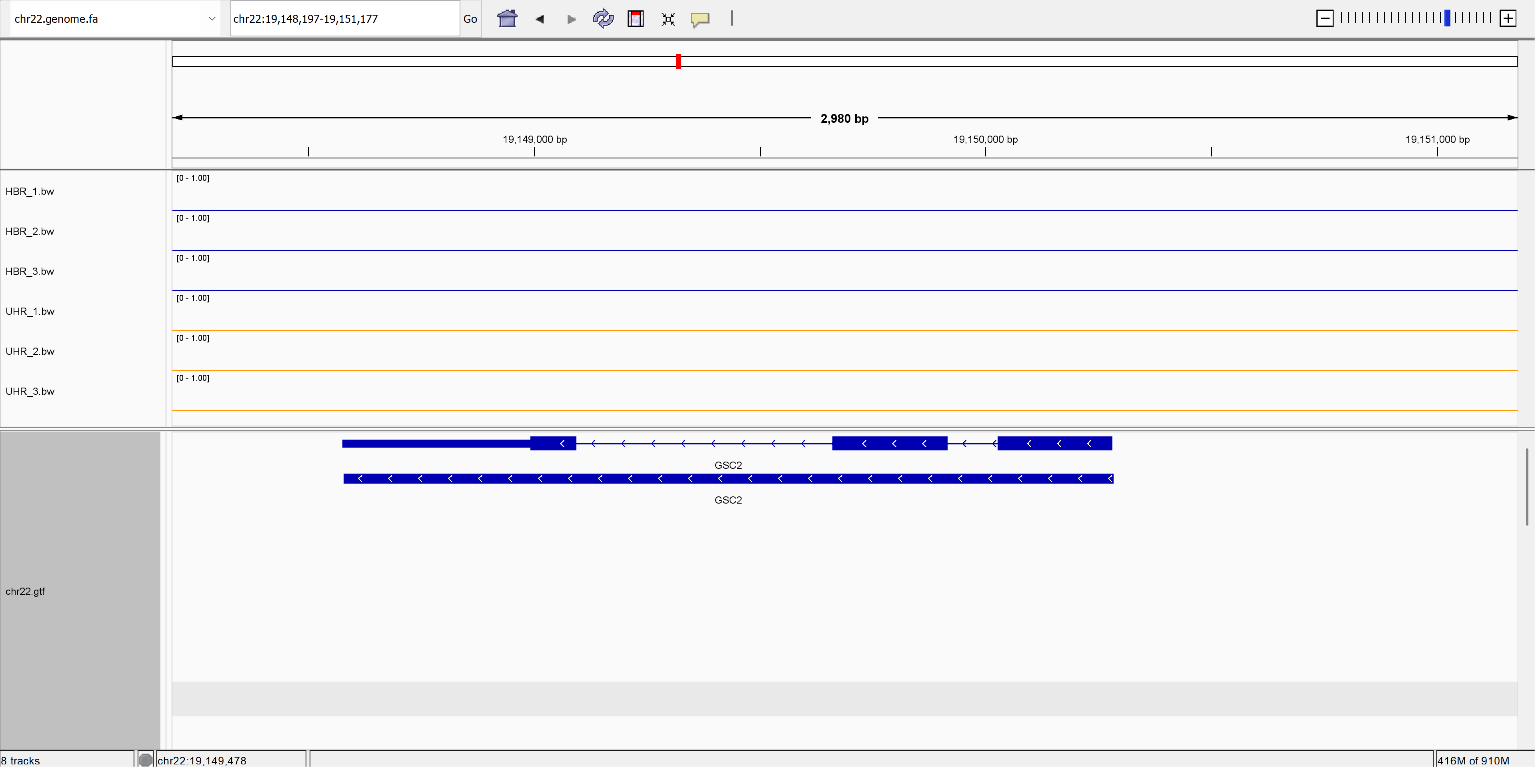 chr22.genome.fa chr22:19,148,197-19,151,177 Go
2,980 bp
19,149,000 bp 19,150,000 bp 19,151,000 bp
[0 - 1.00]
HBR_1.bw
[0 - 1.00]
HBR_2.bw
[0 - 1.00]
HBR_3.bw
[0 - 1.00]
UHR_1.bw
[0 - 1.00]
UHR_2.bw
[0 - 1.00]
UHR_3.bw
GSC2
GSC2
chr22.gtf
8 tracks chr22:19,149,478 416M of 910M